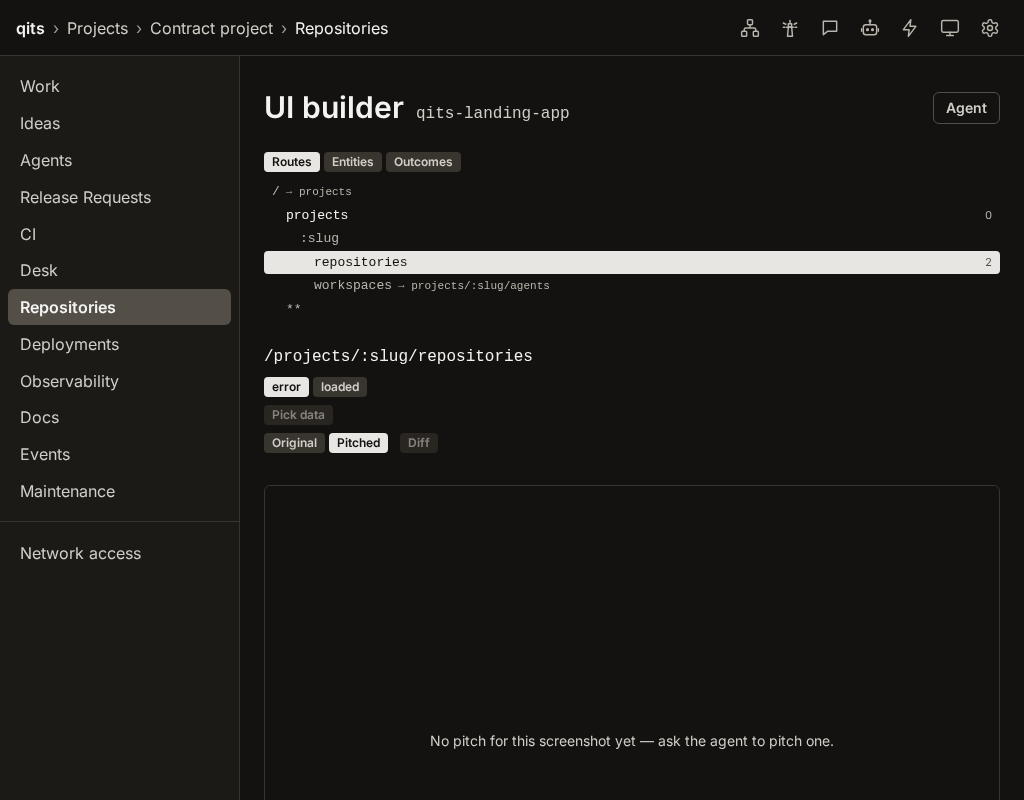 qits › Projects › Contract project › Repositories
Work
Ideas
Agents
Release Requests
CI
Desk
Repositories
Deployments
Observability
Docs
Events
Maintenance
Network access
UI builder qits-landing-app
Agent
Routes Entities Outcomes
/ → projects
projects 0
:slug
repositories 2
workspaces → projects/:slug/agents
**
/projects/:slug/repositories
error loaded
Pick data
Original Pitched Diff
No pitch for this screenshot yet — ask the agent to pitch one.